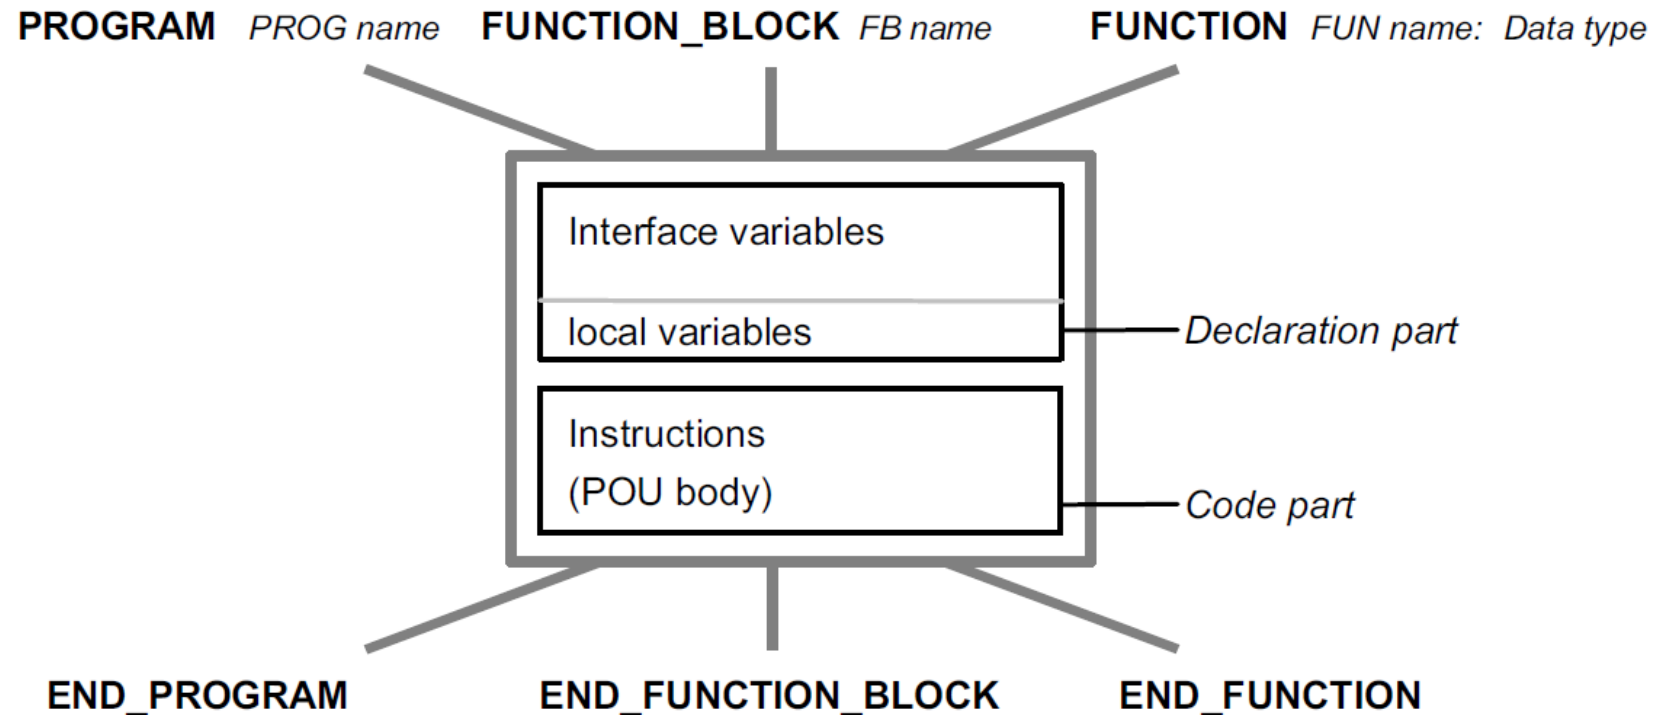 PROGRAM PROG name FUNCTION_BLOCK FB name FUNCTION FUN name: Data type
Interface variables
local variables
Declaration part
Instructions
(POU body)
Code part
END_PROGRAM END_FUNCTION_BLOCK END_FUNCTION